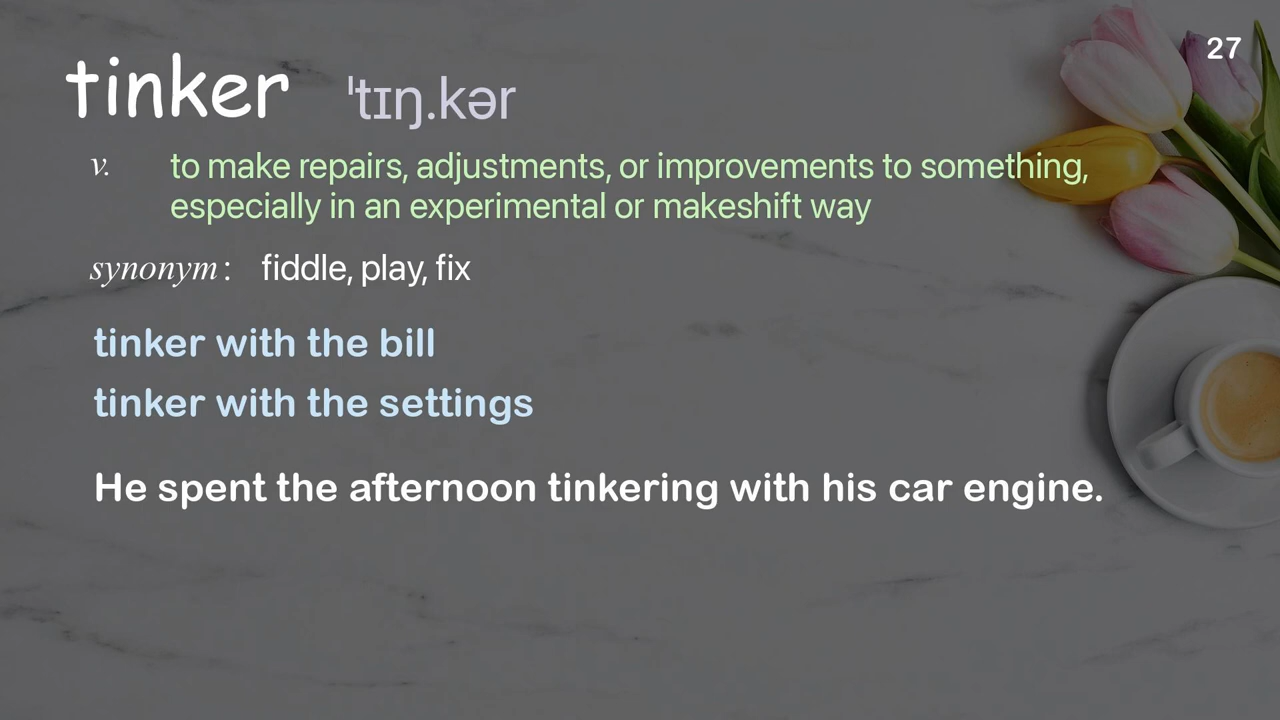 27
tinker ˈtɪŋ.kər
v. to make repairs, adjustments, or improvements to something,
especially in an experimental or makeshift way
synonym: fiddle, play, fix
tinker with the bill
tinker with the settings
He spent the afternoon tinkering with his car engine.